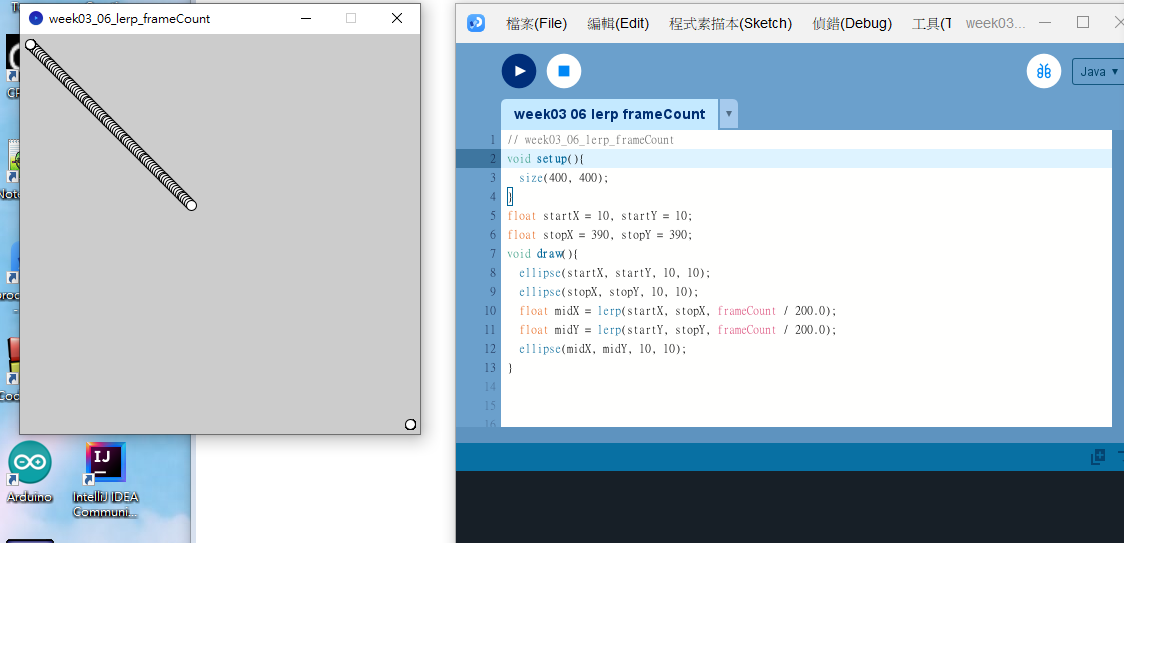 week03_06_lerp_frameCount
Arduino
IntelliJ IDEA
Communi...
檔案(File) 編輯(Edit) 程式素描本(Sketch) 偵錯(Debug) 工具(T week03...
Java
week03 06 lerp frameCount
1 // week03_06_lerp_frameCount
2 void setup(){
3 size(400, 400);
4 }
5 float startX = 10, startY = 10;
6 float stopX = 390, stopY = 390;
7 void draw(){
8 ellipse(startX, startY, 10, 10);
9 ellipse(stopX, stopY, 10, 10);
10 float midX = lerp(startX, stopX, frameCount / 200.0);
11 float midY = lerp(startY, stopY, frameCount / 200.0);
12 ellipse(midX, midY, 10, 10);
13 }
14
15
16